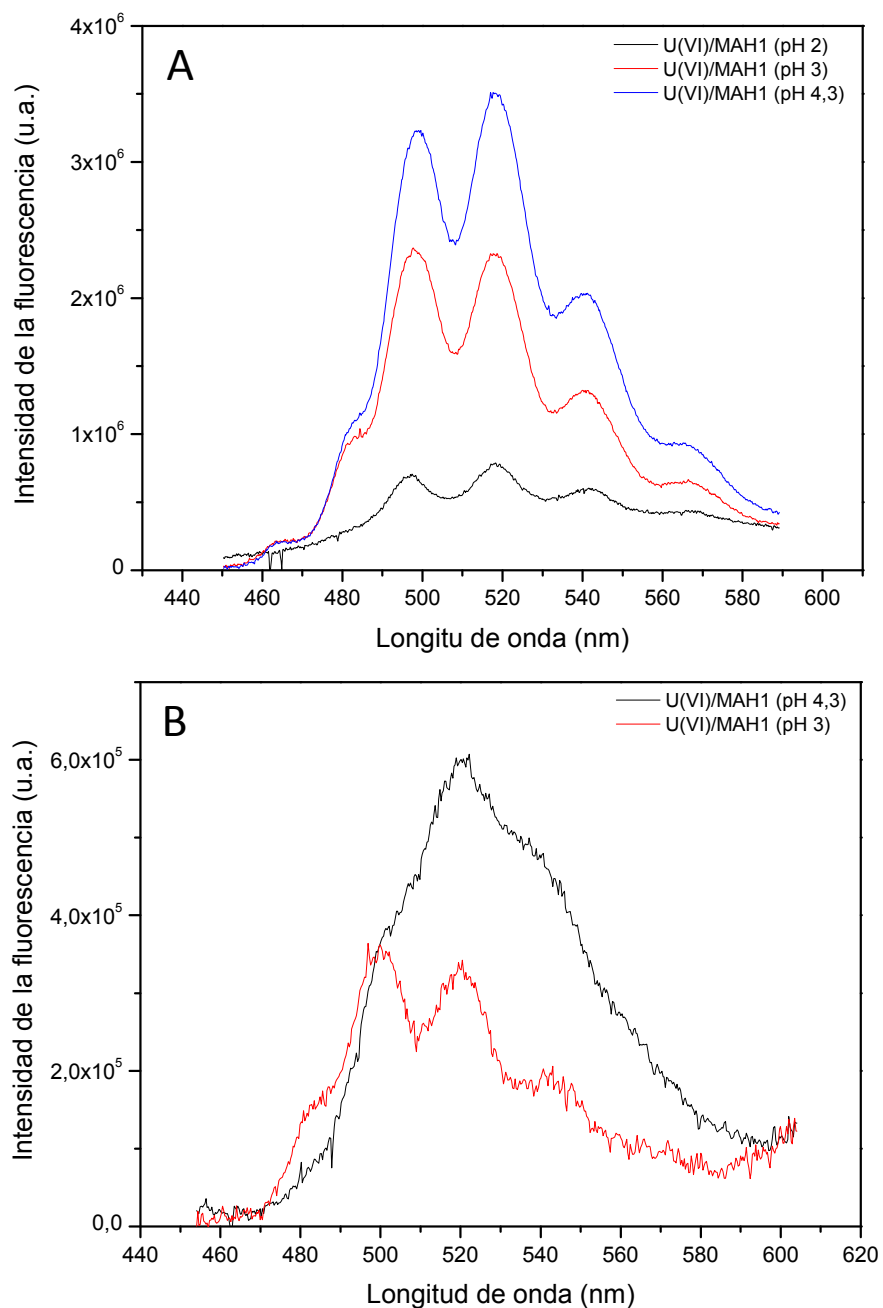 A
U(VI)/MAH1 (pH 2)
U(VI)/MAH1 (pH 3)
U(VI)/MAH1 (pH 4,3)
Intensidad de la fluorescencia (u.a.)
4x10⁶
3x10⁶
2x10⁶
1x10⁶
0
440 460 480 500 520 540 560 580 600
Longitu de onda (nm)
B
U(VI)/MAH1 (pH 4,3)
U(VI)/MAH1 (pH 3)
Intensidad de la fluorescencia (u.a.)
6,0x10⁵
4,0x10⁵
2,0x10⁵
0,0
440 460 480 500 520 540 560 580 600 620
Longitud de onda (nm)